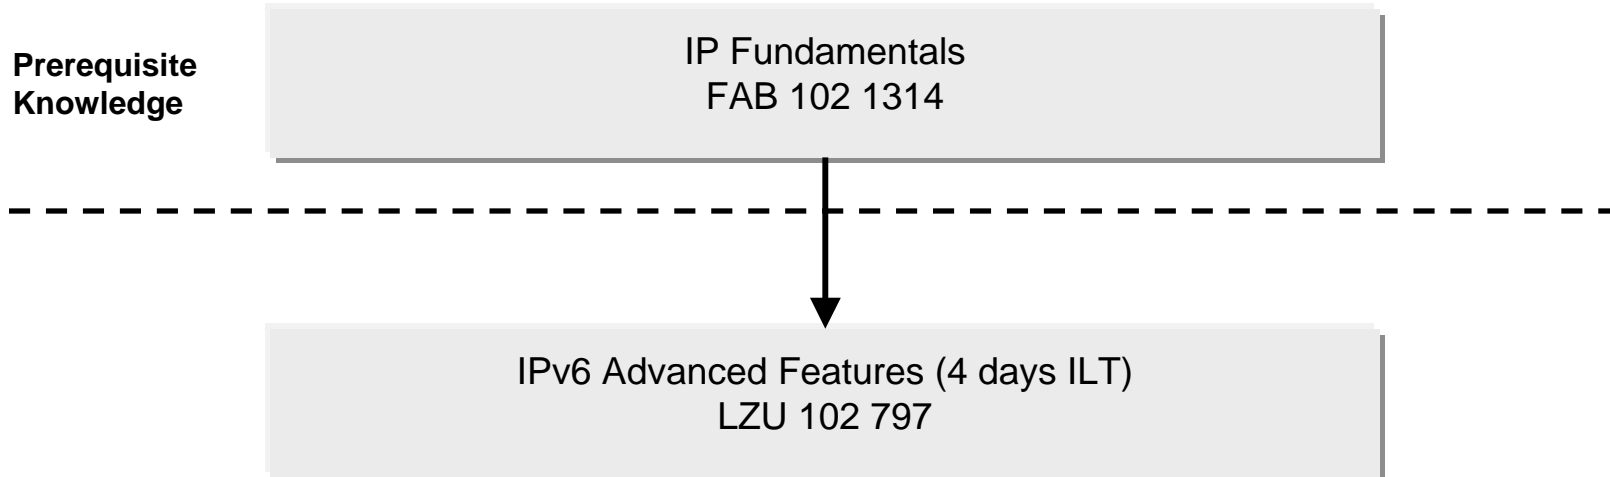 Prerequisite
Knowledge
IP Fundamentals
FAB 102 1314
IPv6 Advanced Features (4 days ILT)
LZU 102 797